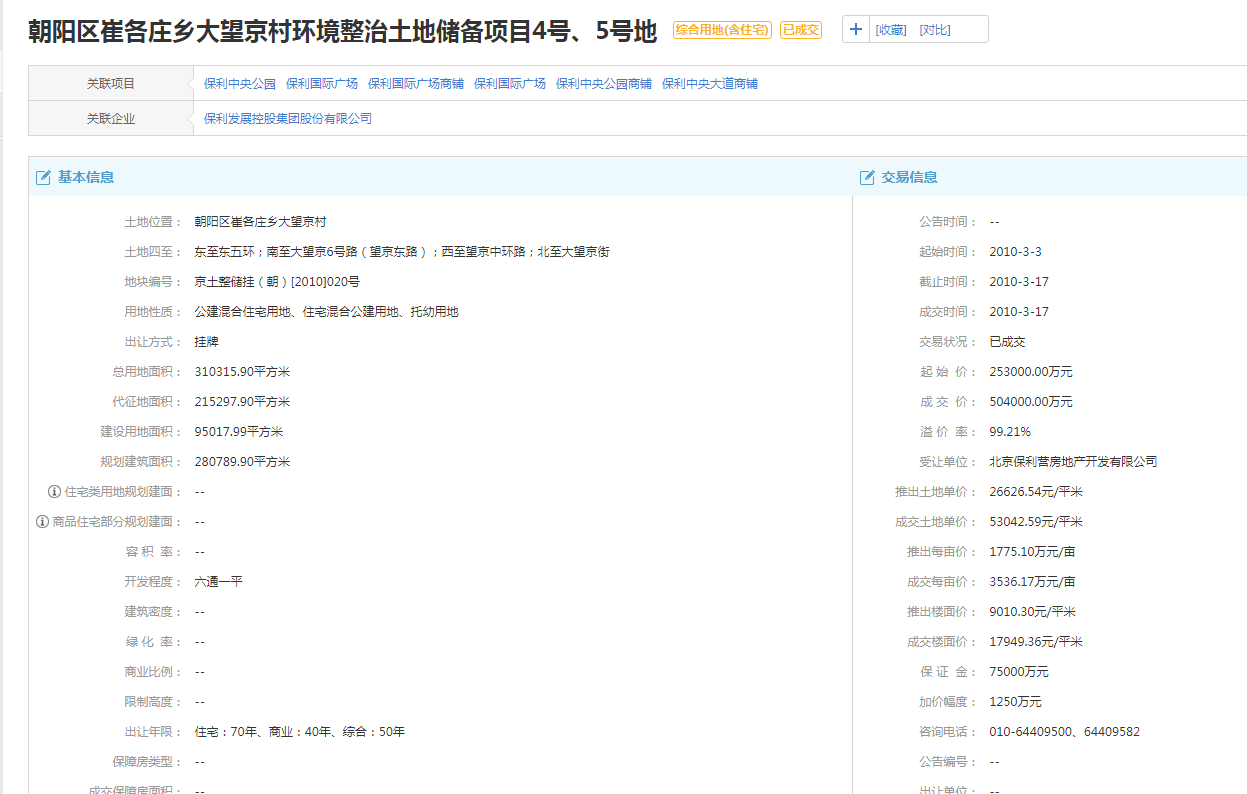 朝阳区崔各庄乡大望京村环境整治土地储备项目4号、5号地 综合用地(含住宅) 已成交 + [收藏] [对比]
关联项目 保利中央公园 保利国际广场 保利国际广场商铺 保利国际广场 保利中央公园商铺 保利中央大道商铺
关联企业 保利发展控股集团股份有限公司
基本信息
土地位置： 朝阳区崔各庄乡大望京村
土地四至： 东至东五环；南至大望京6号路（望京东路）；西至望京中环路；北至大望京街
地块编号： 京土整储挂（朝）[2010]020号
用地性质： 公建混合住宅用地、住宅混合公建用地、托幼用地
出让方式： 挂牌
总用地面积： 310315.90平方米
代征地面积： 215297.90平方米
建设用地面积： 95017.99平方米
规划建筑面积： 280789.90平方米
住宅类用地规划建面： --
商品住宅部分规划建面： --
容 积 率： --
开发程度： 六通一平
建筑密度： --
绿 化 率： --
商业比例： --
限制高度： --
出让年限： 住宅：70年、商业：40年、综合：50年
保障房类型： --
成交保障房面积： --
交易信息
公告时间： --
起始时间： 2010-3-3
截止时间： 2010-3-17
成交时间： 2010-3-17
交易状况： 已成交
起 始 价： 253000.00万元
成 交 价： 504000.00万元
溢 价 率： 99.21%
受让单位： 北京保利营房地产开发有限公司
推出土地单价： 26626.54元/平米
成交土地单价： 53042.59元/平米
推出每亩价： 1775.10万元/亩
成交每亩价： 3536.17万元/亩
推出楼面价： 9010.30元/平米
成交楼面价： 17949.36元/平米
保 证 金： 75000万元
加价幅度： 1250万元
咨询电话： 010-64409500、64409582
公告编号： --
出让单位： --